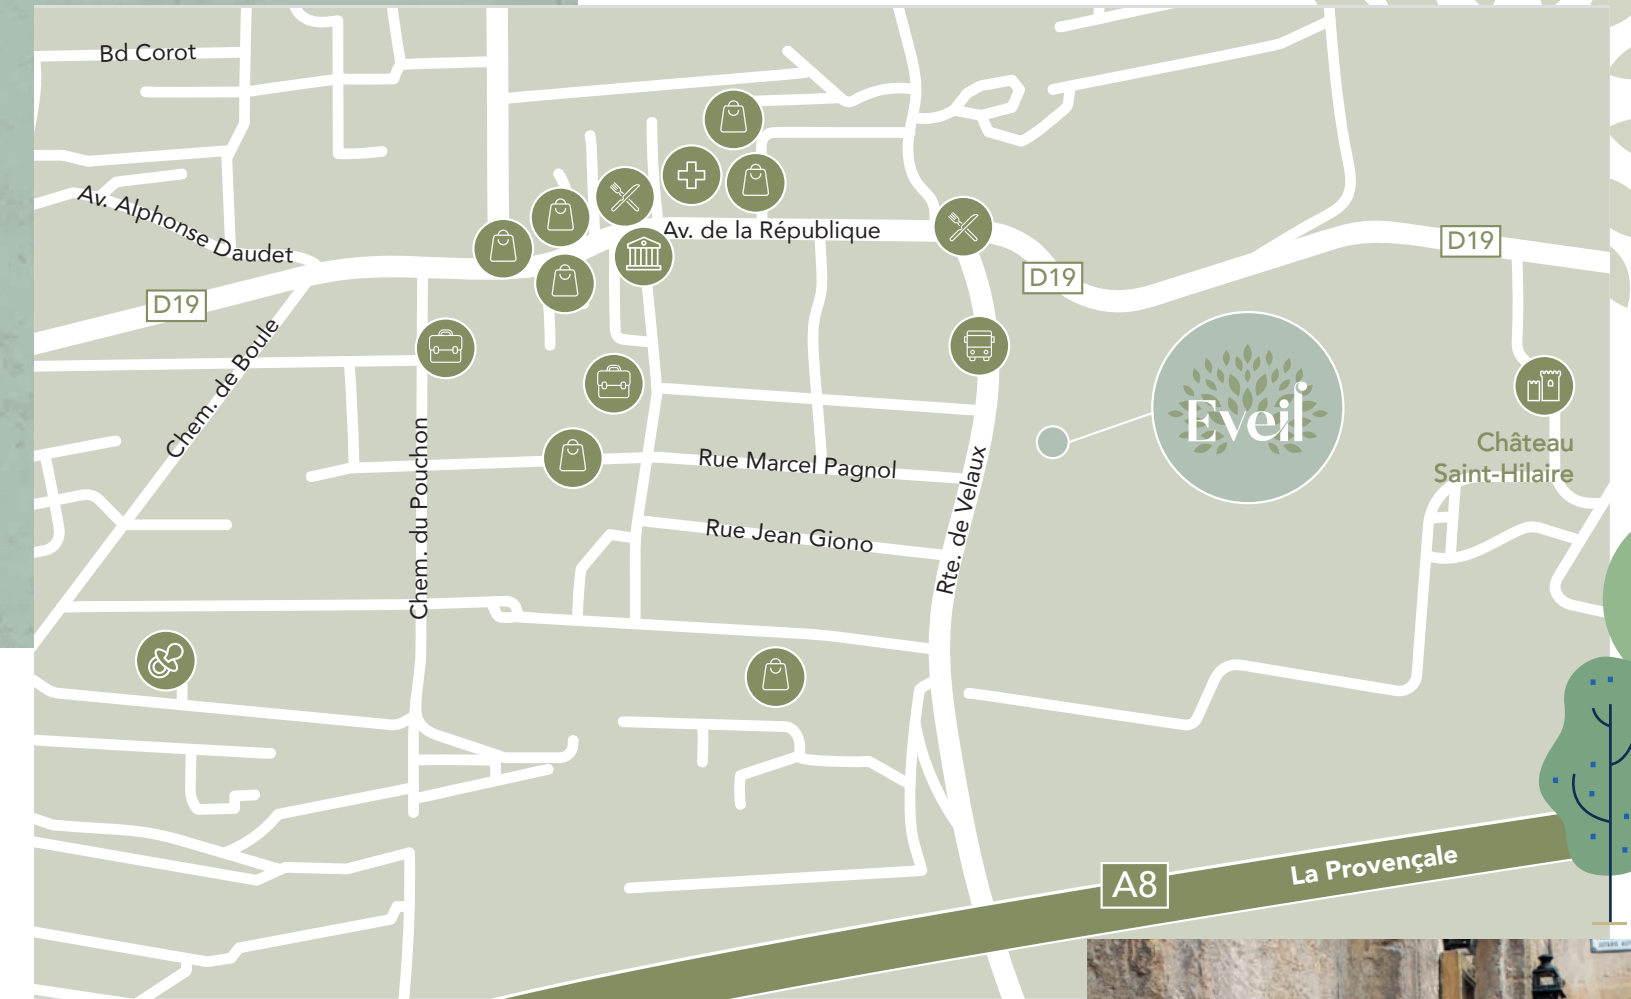 Bd Corot
Av. Alphonse Daudet
Av. de la République
D19
D19
D19
Chem. de Boule
Eveil
Chem. du Pouchon
Château
Saint-Hilaire
Rue Marcel Pagnol
Rte. de Velaux
Rue Jean Giono
La Provençale
A8